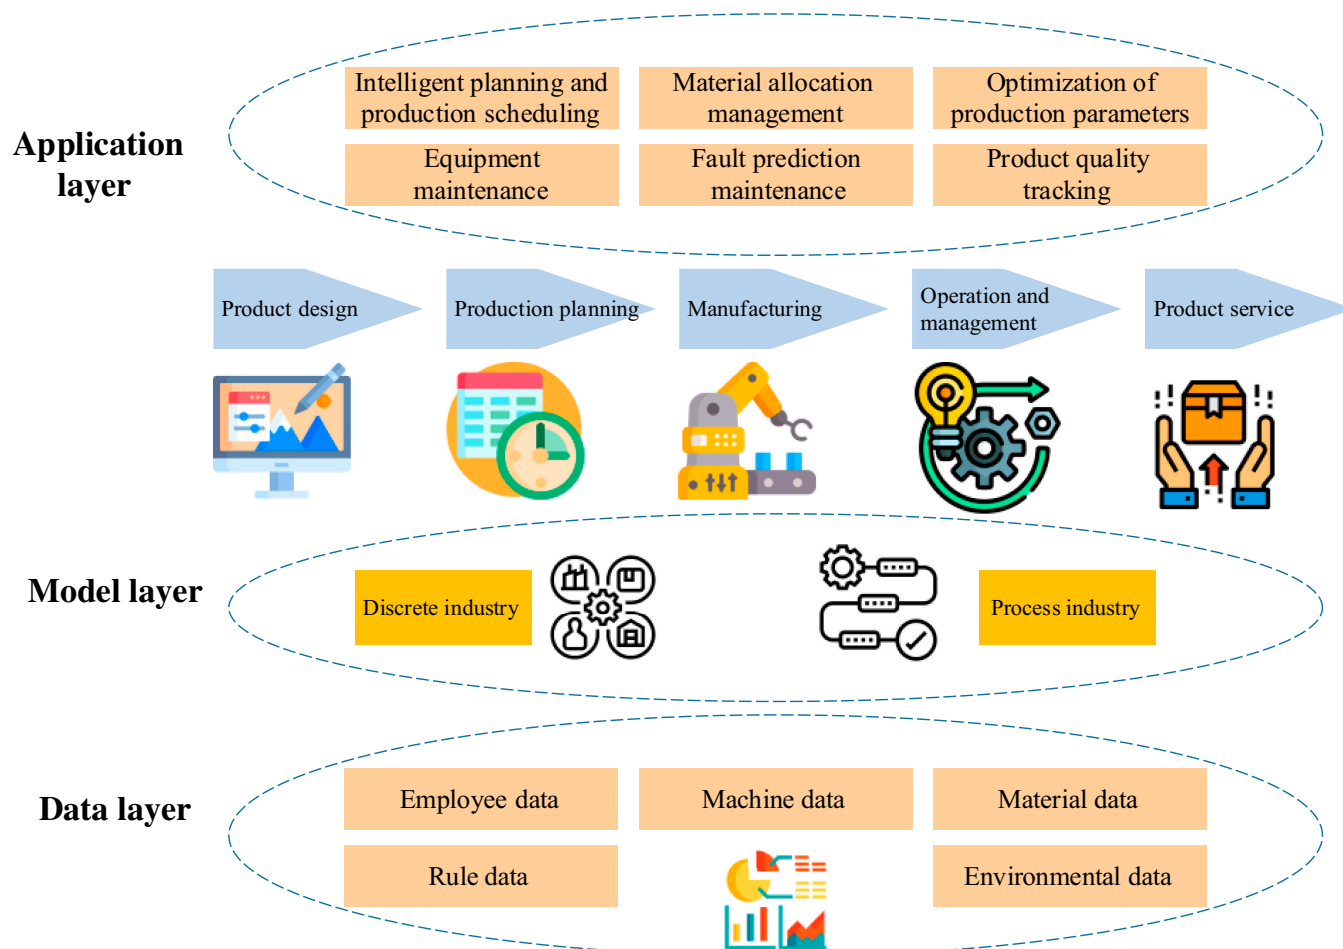 Application
layer
Intelligent planning and
production scheduling
Material allocation
management
Optimization of
production parameters
Equipment
maintenance
Fault prediction
maintenance
Product quality
tracking
Product design
Production planning
Manufacturing
Operation and
management
Product service
Model layer
Discrete industry
Process industry
Data layer
Employee data
Machine data
Material data
Rule data
Environmental data